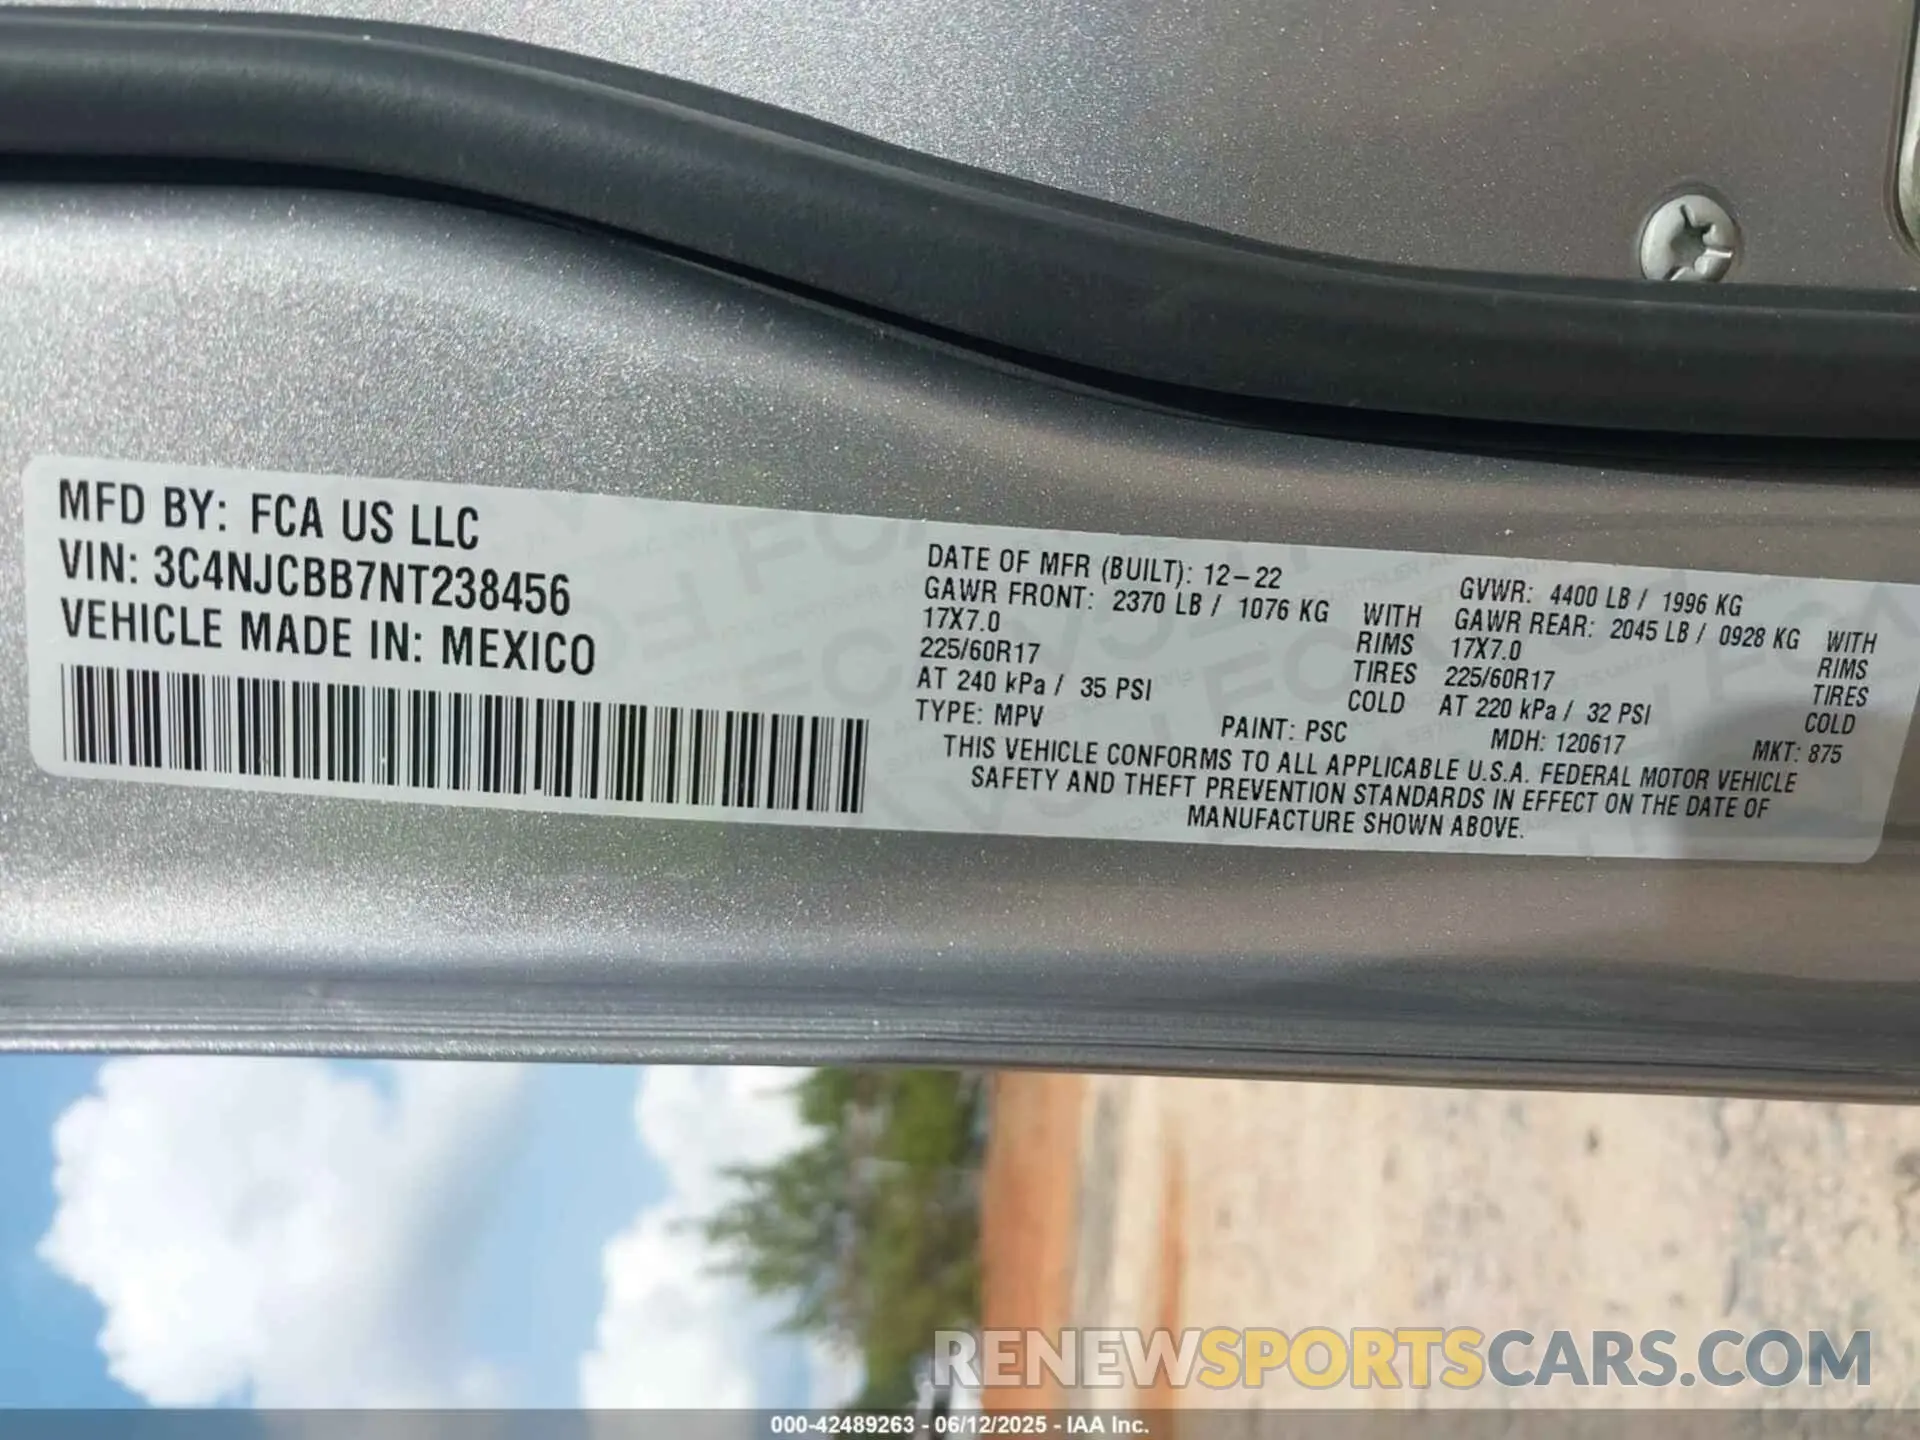 MFD BY: FCA US LLC
VIN: 3C4NJCBB7NT238456
VEHICLE MADE IN: MEXICO
DATE OF MFR (BUILT): 12-22 GVWR: 4400 LB / 1996 KG
GAWR FRONT: 2370 LB / 1076 KG WITH GAWR REAR: 2045 LB / 0928 KG WITH
17X7.0 RIMS 17X7.0 RIMS
225/60R17 TIRES 225/60R17 TIRES
AT 240 kPa / 35 PSI COLD AT 220 kPa / 32 PSI COLD
TYPE: MPV PAINT: PSC MDH: 120617 MKT: 875
THIS VEHICLE CONFORMS TO ALL APPLICABLE U.S.A. FEDERAL MOTOR VEHICLE
SAFETY AND THEFT PREVENTION STANDARDS IN EFFECT ON THE DATE OF
MANUFACTURE SHOWN ABOVE.
RENEWSPORTSCARS.COM
000-42489263 - 06/12/2025 - IAA Inc.